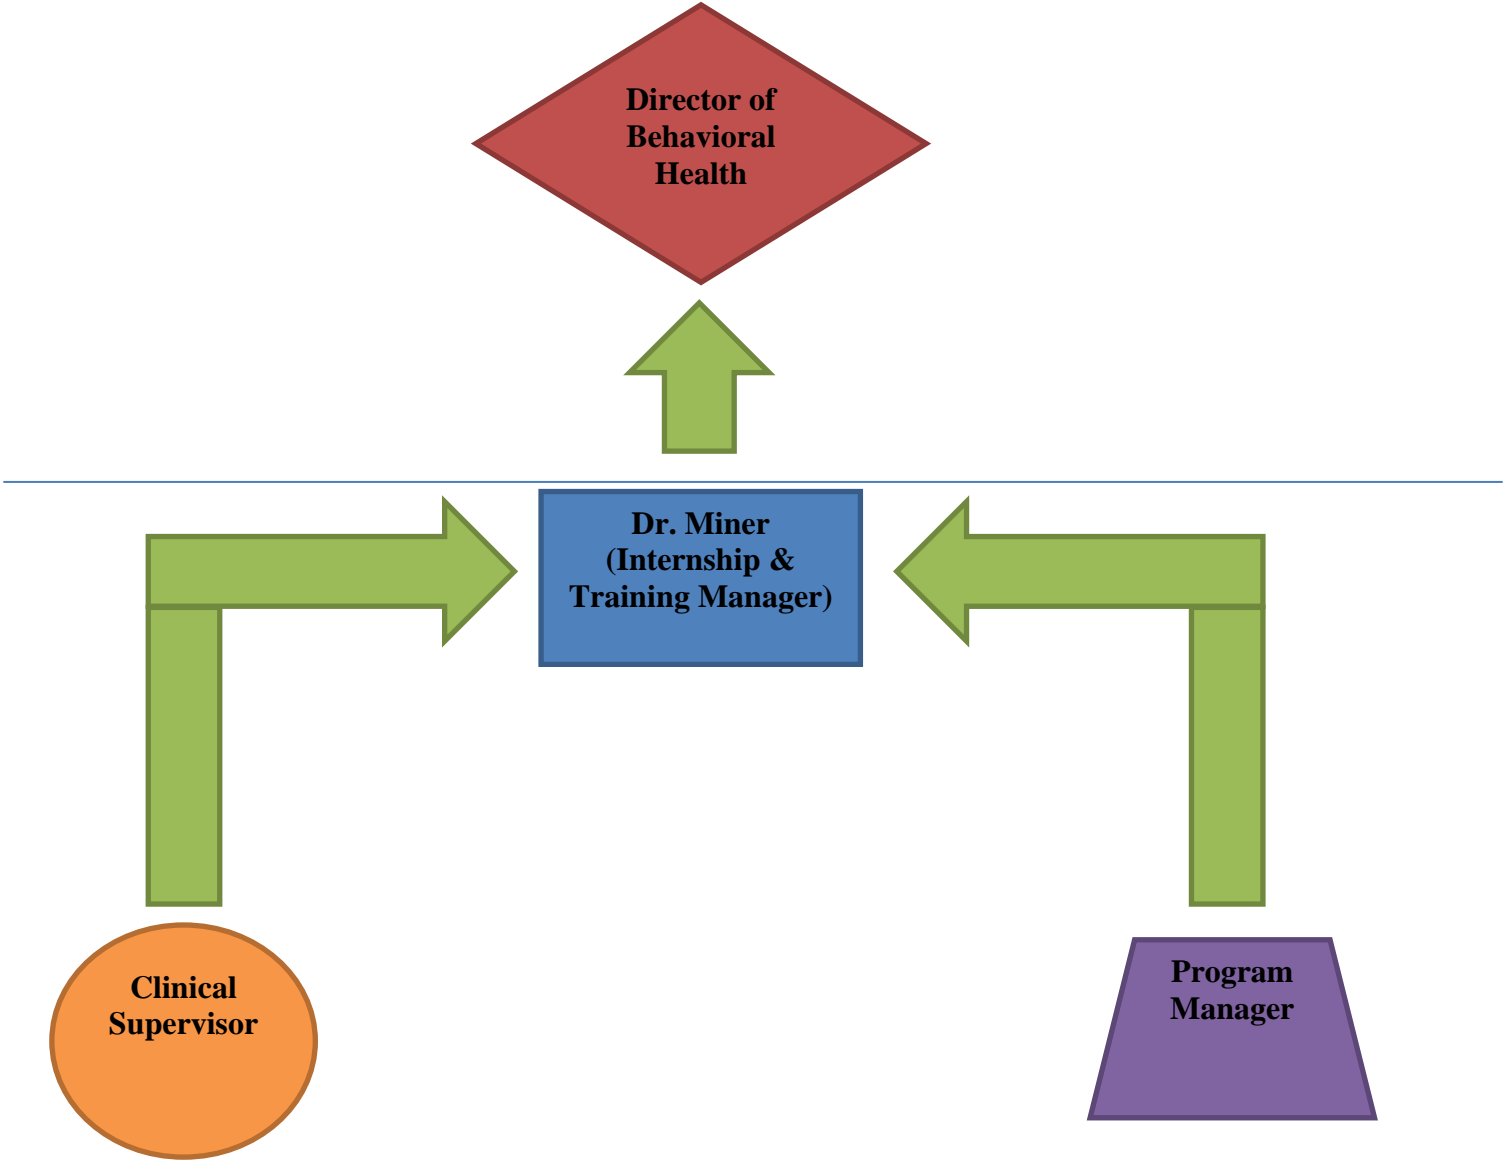 Director of
Behavioral
Health
Dr. Miner
(Internship &
Training Manager)
Clinical
Supervisor
Program
Manager